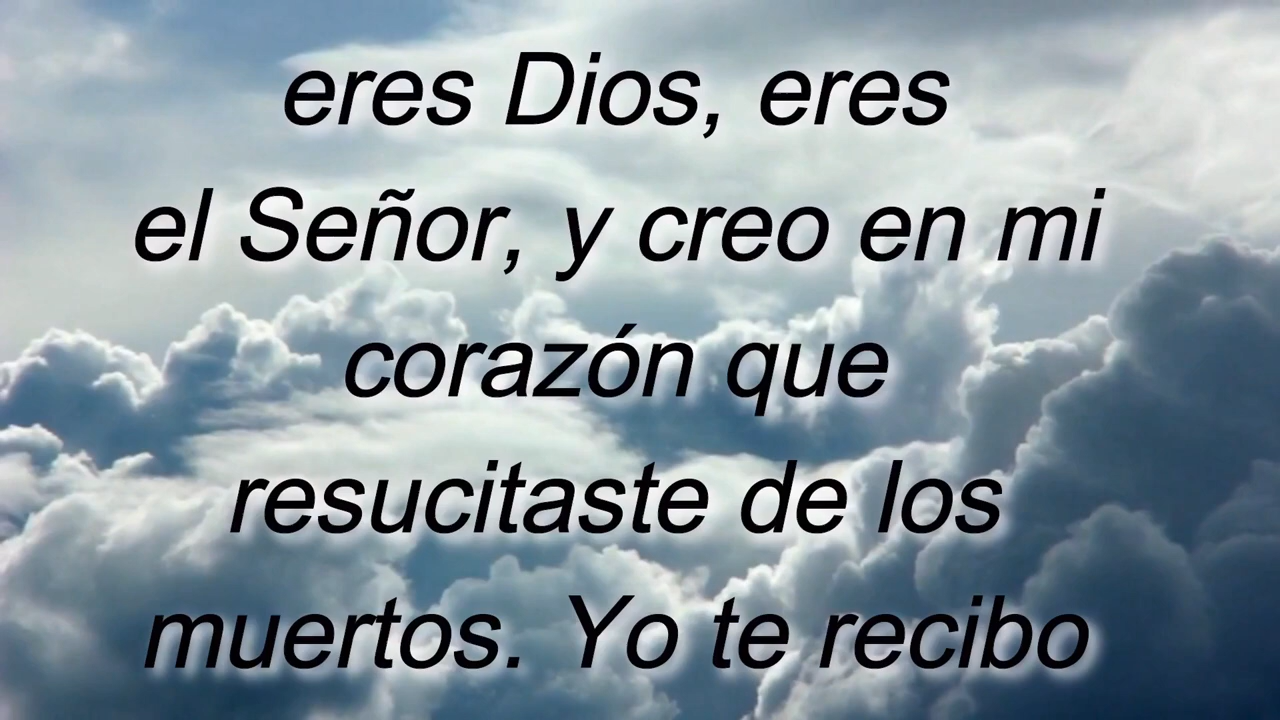 eres Dios, eres
el Señor, y creo en mi
corazón que
resucitaste de los
muertos. Yo te recibo